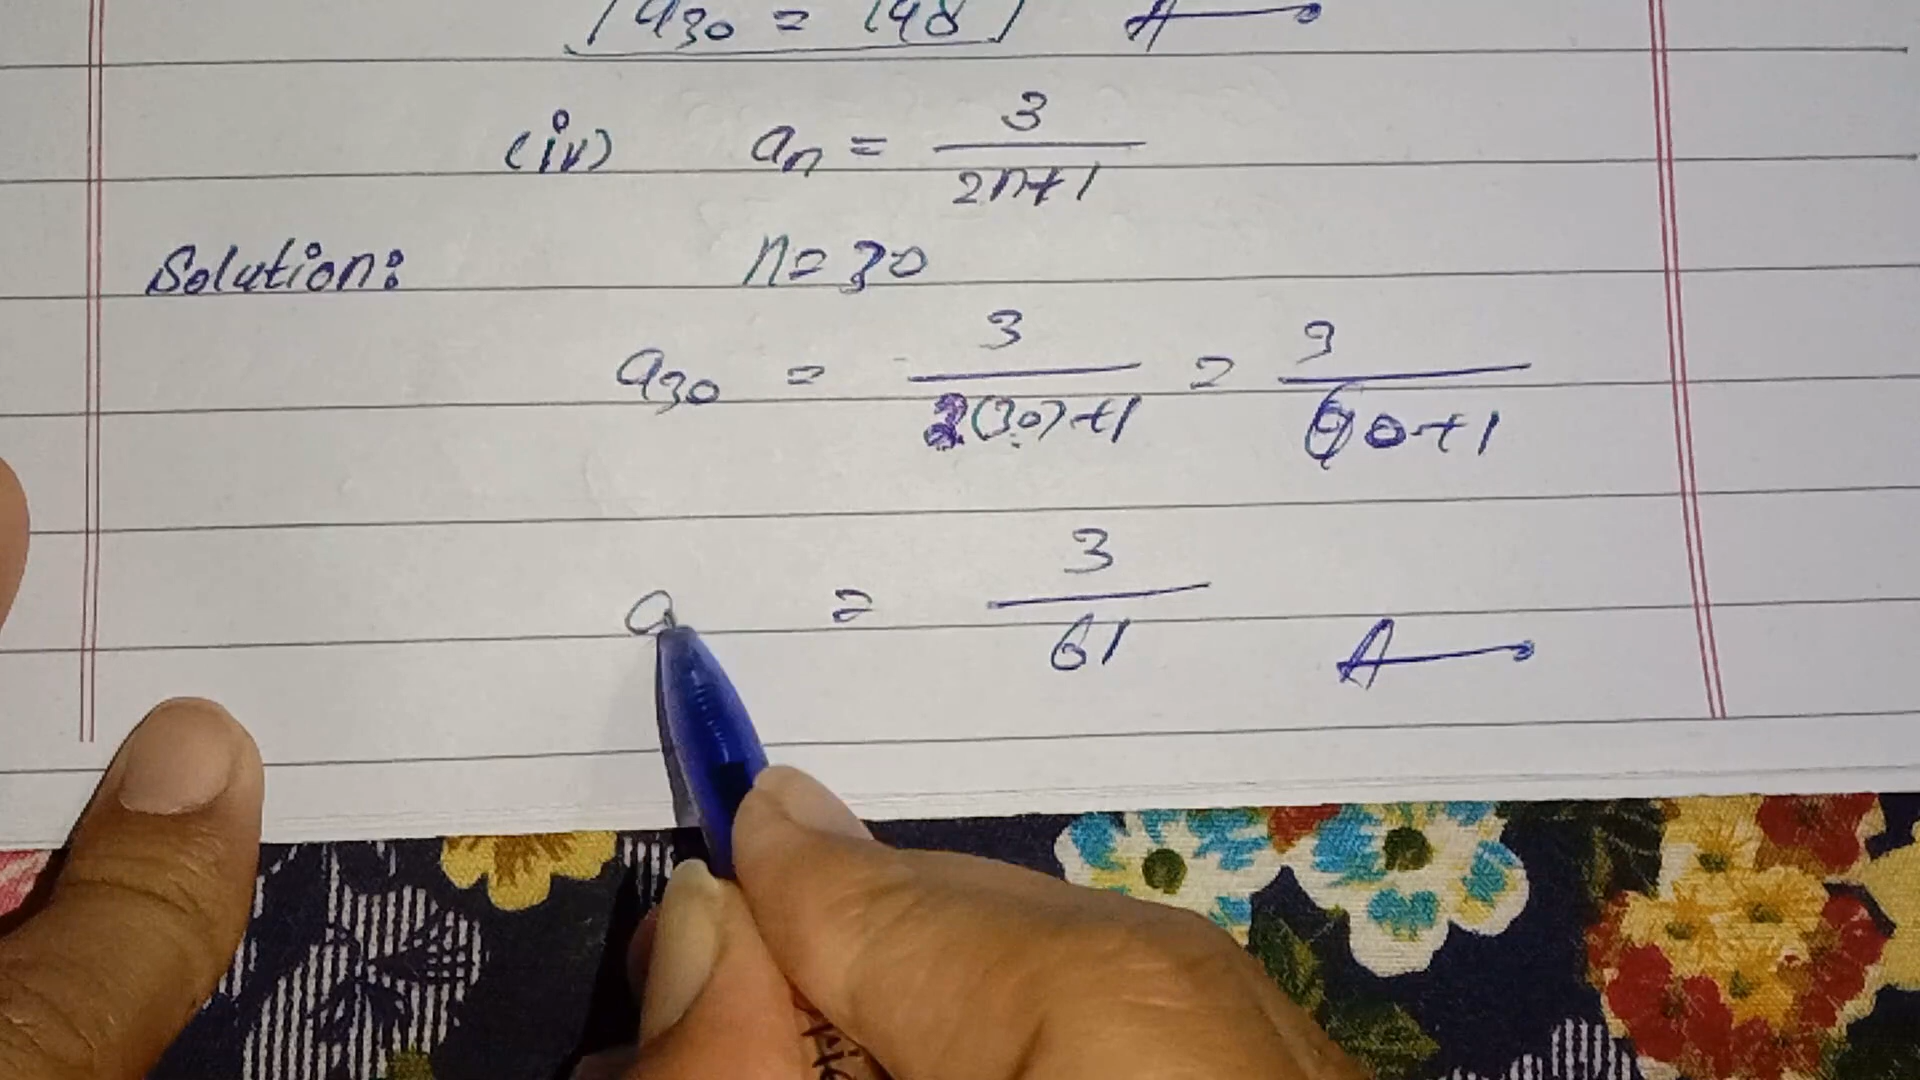 a30 = 148 A
(iv) an = 3/2n+1
Solution: n = 30
a30 = 3/2(30)+1 = 3/60+1
a = 3/61 A